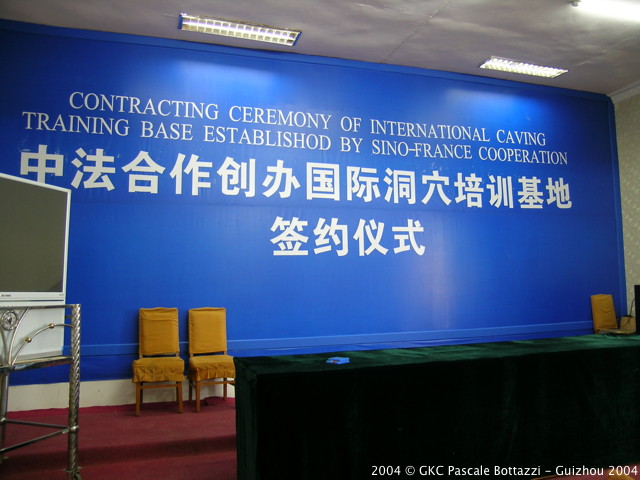 CONTRACTING CEREMONY OF INTERNATIONAL CAVING
TRAINING BASE ESTABLISHOD BY SINO-FRANCE COOPERATION
中法合作创办国际洞穴培训基地
签约仪式
2004 © GKC Pascale Bottazzi - Guizhou 2004